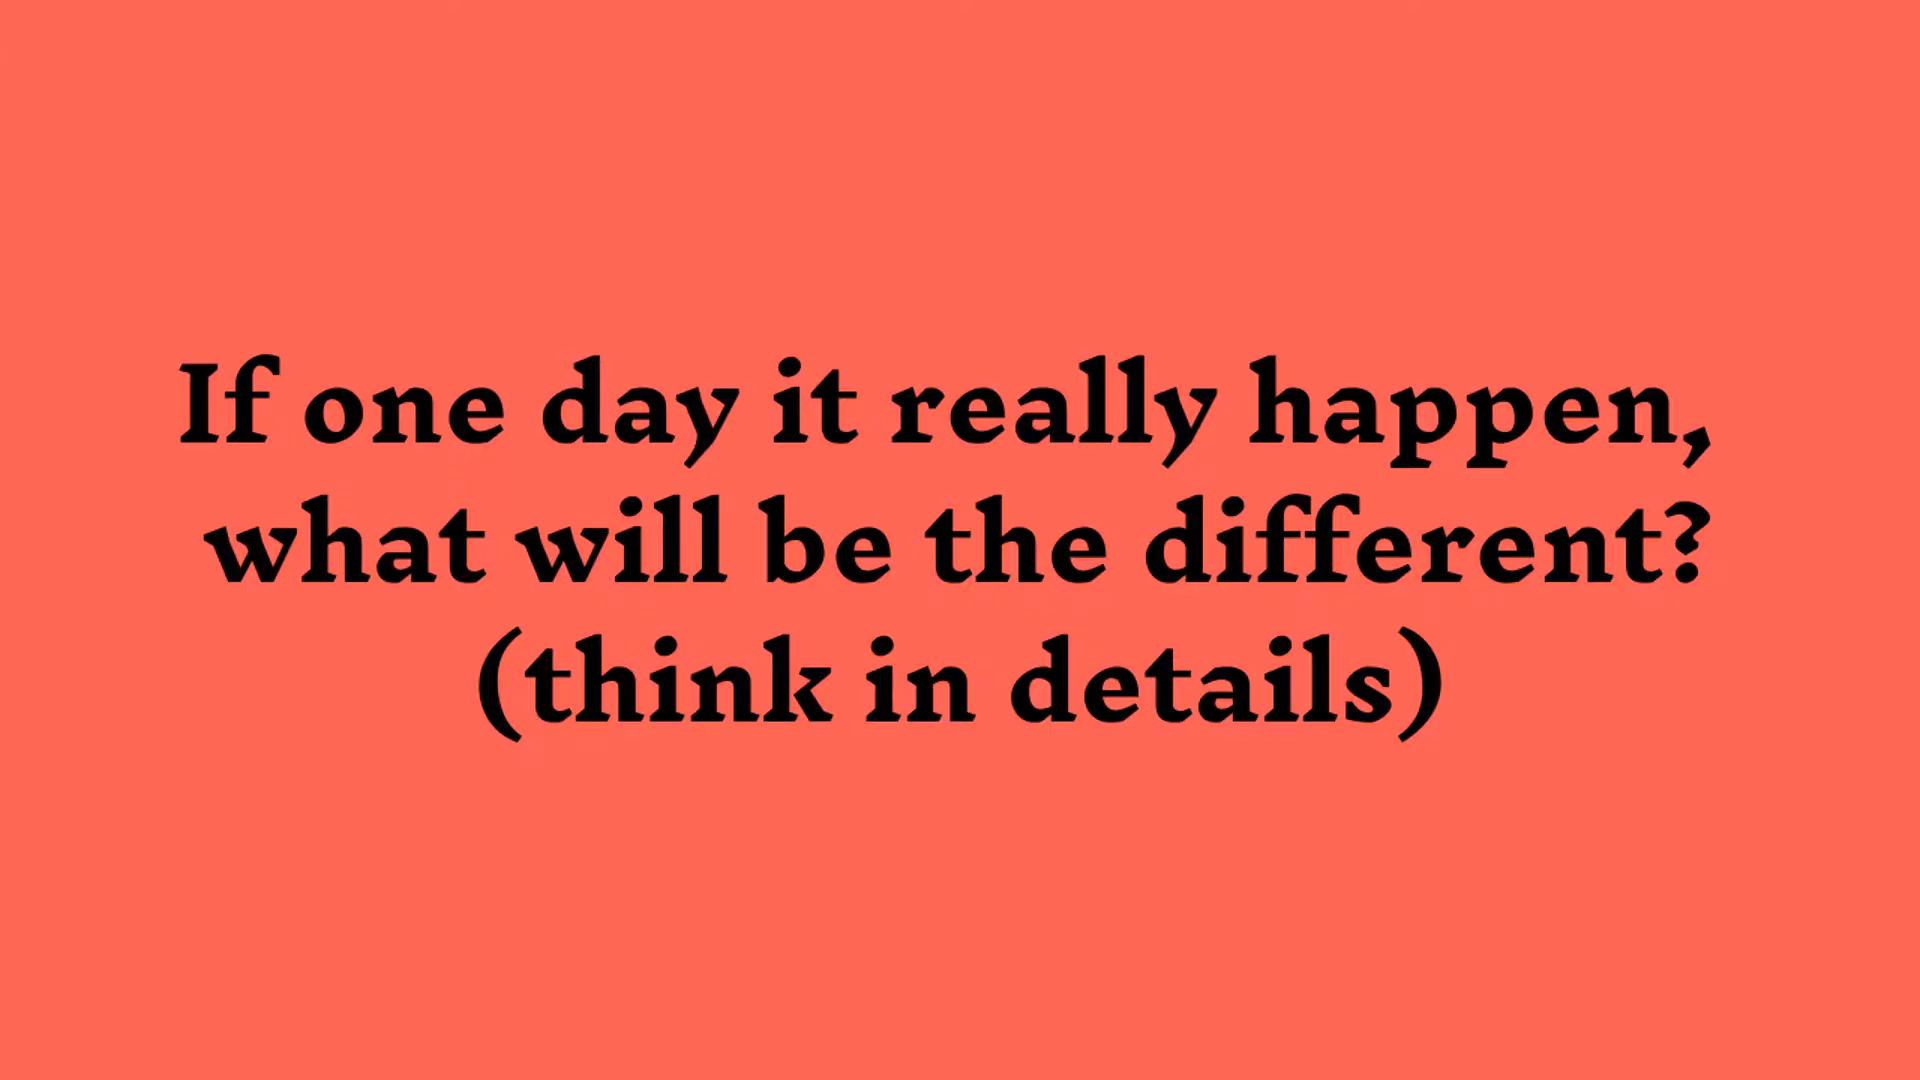 If one day it really happen,
what will be the different?
(think in details)